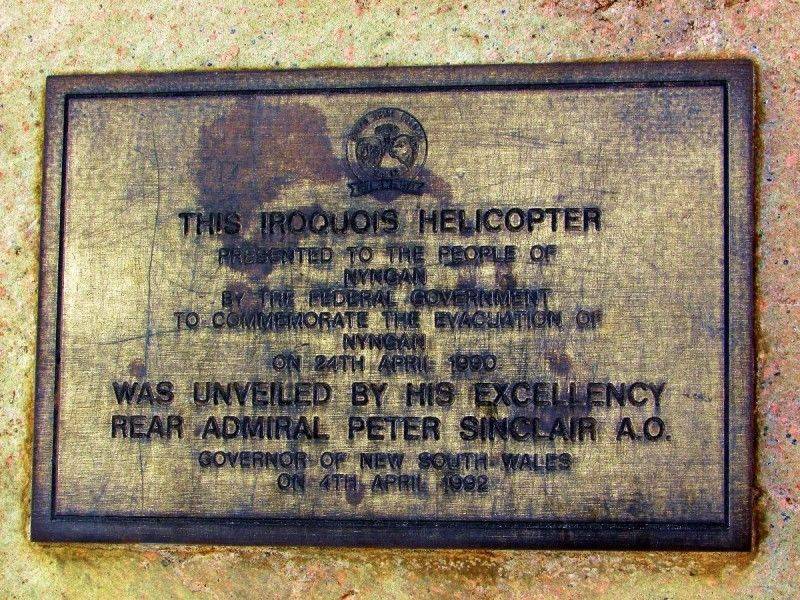 THIS IROQUOIS HELICOPTER
PRESENTED TO THE PEOPLE OF
NYNGAN
BY THE FEDERAL GOVERNMENT
TO COMMEMORATE THE EVACUATION OF
NYNGAN
ON 24TH APRIL 1990
WAS UNVEILED BY HIS EXCELLENCY
REAR ADMIRAL PETER SINCLAIR A.O.
GOVERNOR OF NEW SOUTH WALES
ON 4TH APRIL 1992